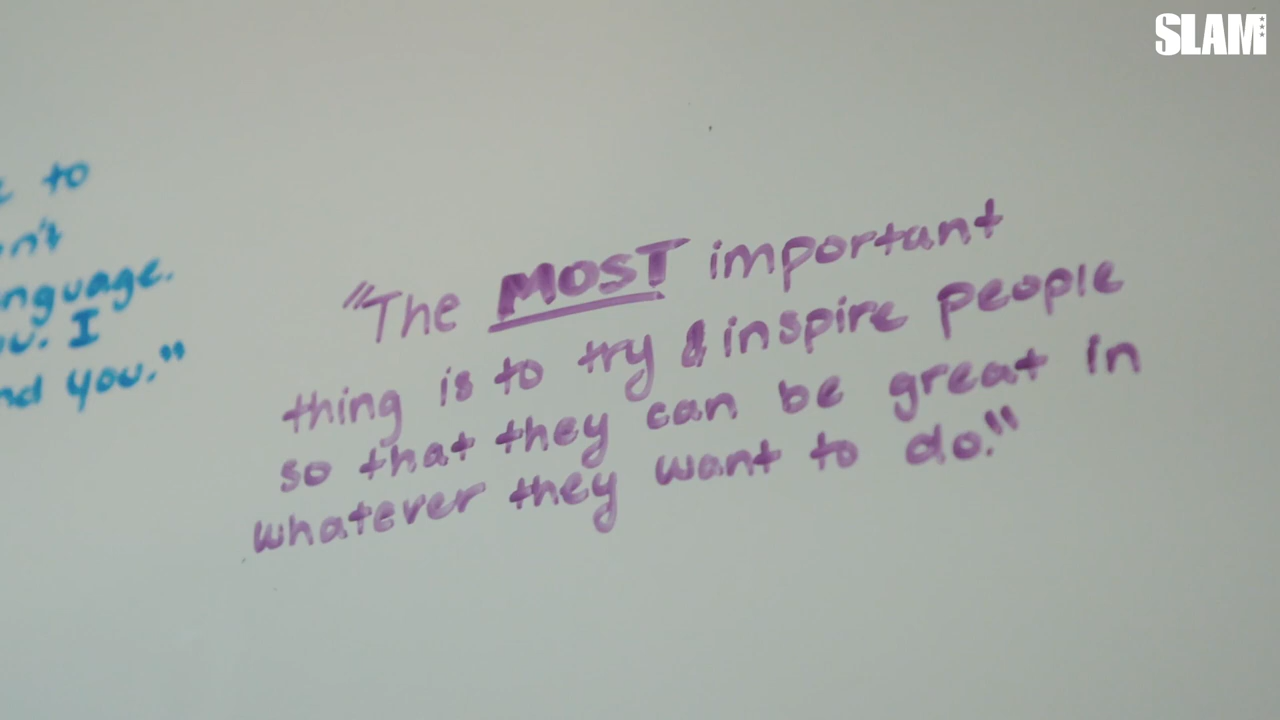 SLAM
to
nguage.
I
you."
"The MOST important
thing is to try & inspire people
so that they can be great in
whatever they want to do."